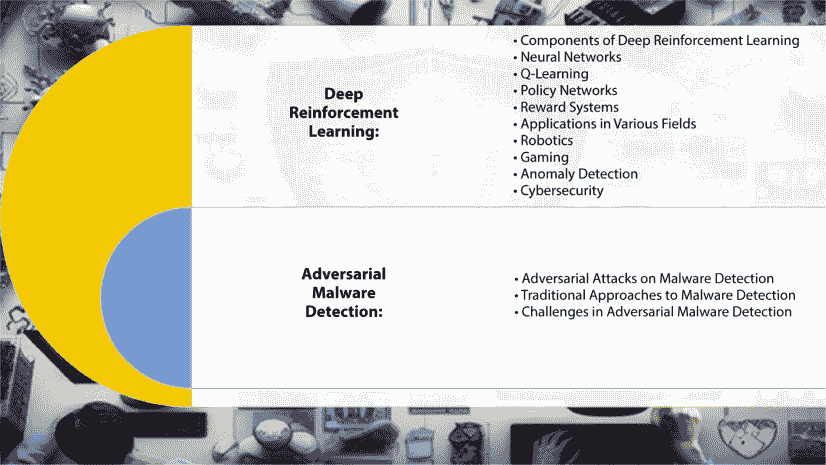 Deep
Reinforcement
Learning:
• Components of Deep Reinforcement Learning
• Neural Networks
• Q-Learning
• Policy Networks
• Reward Systems
• Applications in Various Fields
• Robotics
• Gaming
• Anomaly Detection
• Cybersecurity
Adversarial
Malware
Detection:
• Adversarial Attacks on Malware Detection
• Traditional Approaches to Malware Detection
• Challenges in Adversarial Malware Detection